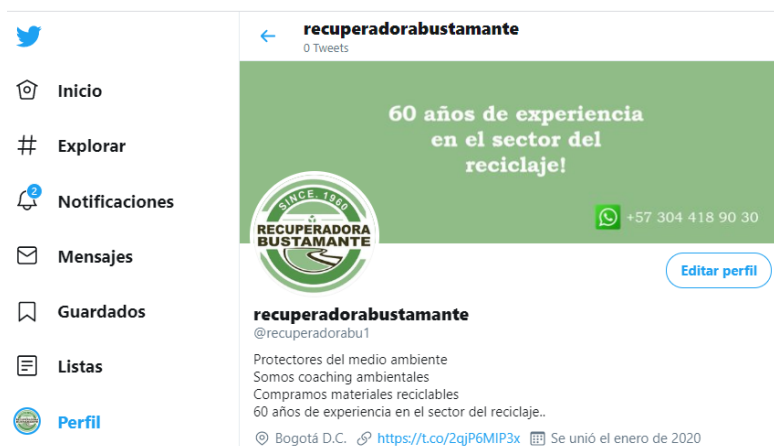 recuperadorabustamante
0 Tweets
Inicio
Explorar
2
Notificaciones
Mensajes
Guardados
Listas
Perfil
60 años de experiencia
en el sector del
reciclaje!
+57 304 418 90 30
SINCE. 1960
RECUPERADORA
BUSTAMANTE
Editar perfil
recuperadorabustamante
@recuperadorabu1
Protectores del medio ambiente
Somos coaching ambientales
Compramos materiales reciclables
60 años de experiencia en el sector del reciclaje..
Bogotá D.C. https://t.co/2qjP6MIP3x Se unió el enero de 2020